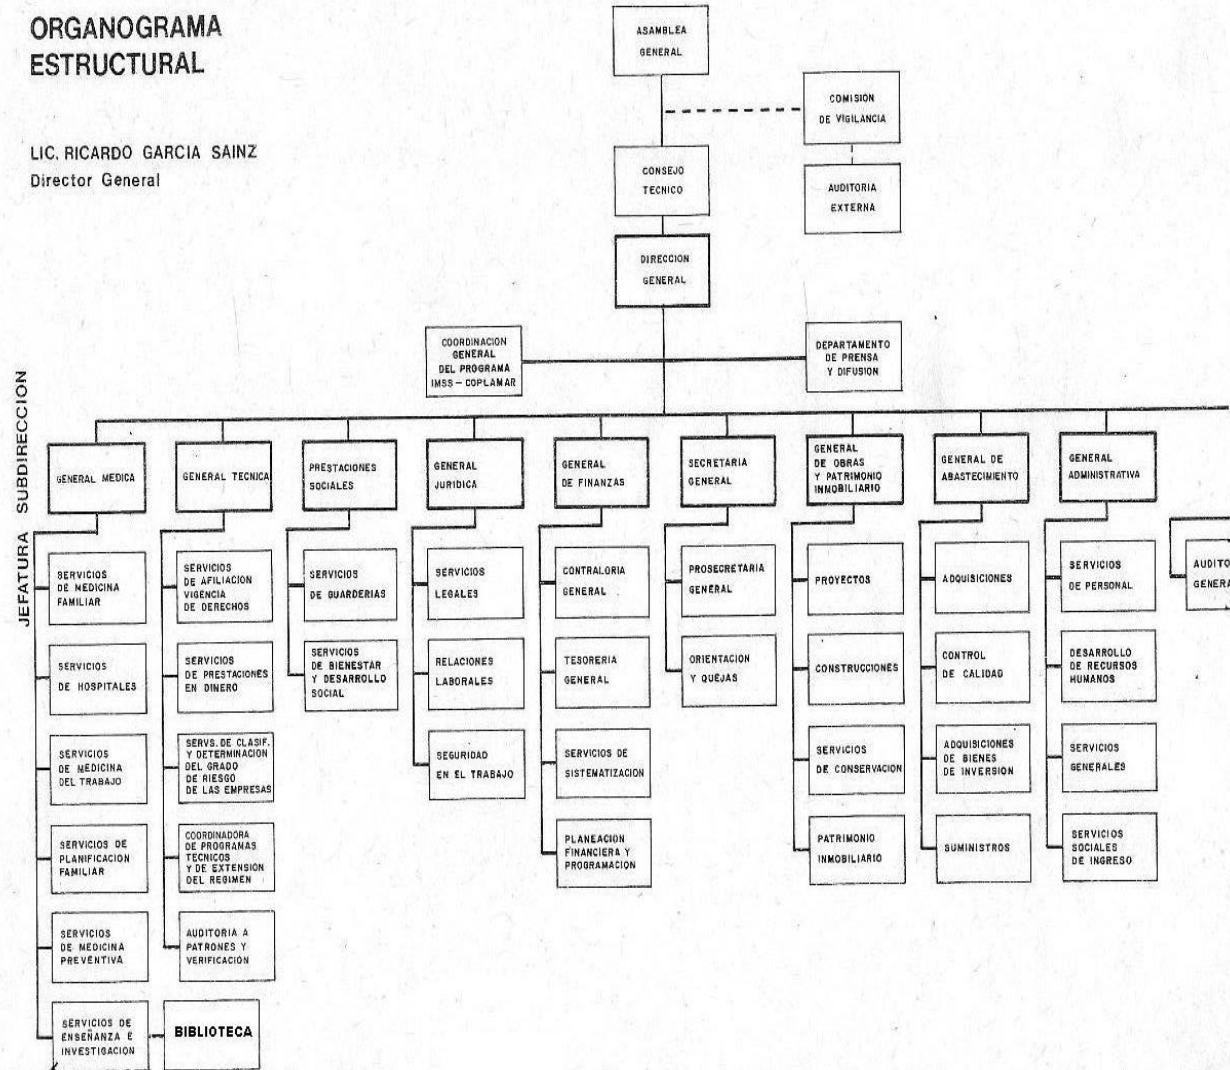 ORGANOGRAMA
ESTRUCTURAL
LIC. RICARDO GARCIA SAINZ
Director General
ASAMBLEA
GENERAL
COMISION
DE VIGILANCIA
CONSEJO
TECNICO
AUDITORIA
EXTERNA
DIRECCION
GENERAL
COORDINACION
GENERAL
DEL PROGRAMA
IMSS-COPLAMAR
DEPARTAMENTO
DE PRENSA
Y DIFUSION
SUBDIRECCION
GENERAL MEDICA
GENERAL TECNICA
PRESTACIONES
SOCIALES
GENERAL
JURIDICA
GENERAL
DE FINANZAS
SECRETARIA
GENERAL
GENERAL
DE OBRAS
Y PATRIMONIO
INMOBILIARIO
GENERAL DE
ABASTECIMIENTO
GENERAL
ADMINISTRATIVA
JEFATURA
SERVICIOS
DE MEDICINA
FAMILIAR
SERVICIOS
DE HOSPITALES
SERVICIOS
DE MEDICINA
DEL TRABAJO
SERVICIOS DE
PLANIFICACION
FAMILIAR
SERVICIOS
DE MEDICINA
PREVENTIVA
SERVICIOS DE
ENSEÑANZA E
INVESTIGACION
BIBLIOTECA
SERVICIOS
DE AFILIACION
VIGENCIA
DE DERECHOS
SERVICIOS
DE PRESTACIONES
EN DINERO
SERVS. DE CLASIF.
Y DETERMINACION
DEL GRADO
DE RIESGO
DE LAS EMPRESAS
COORDINADORA
DE PROGRAMAS
TECNICOS
Y DE EXTENSION
DEL REGIMEN
AUDITORIA A
PATRONES Y
VERIFICACION
SERVICIOS
DE GUARDERIAS
SERVICIOS
DE BIENESTAR
Y DESARROLLO
SOCIAL
SERVICIOS
LEGALES
RELACIONES
LABORALES
SEGURIDAD
EN EL TRABAJO
CONTRALORIA
GENERAL
TESORERIA
GENERAL
SERVICIOS DE
SISTEMATIZACION
PLANEACION
FINANCIERA Y
PROGRAMACION
PROSECRETARIA
GENERAL
ORIENTACION
Y QUEJAS
PROYECTOS
CONSTRUCCIONES
SERVICIOS
DE CONSERVACION
PATRIMONIO
INMOBILIARIO
ADQUISICIONES
CONTROL
DE CALIDAD
ADQUISICIONES
DE BIENES
DE INVERSION
SUMINISTROS
SERVICIOS
DE PERSONAL
DESARROLLO
DE RECURSOS
HUMANOS
SERVICIOS
GENERALES
SERVICIOS
SOCIALES
DE INGRESO
AUDITO
GENERA